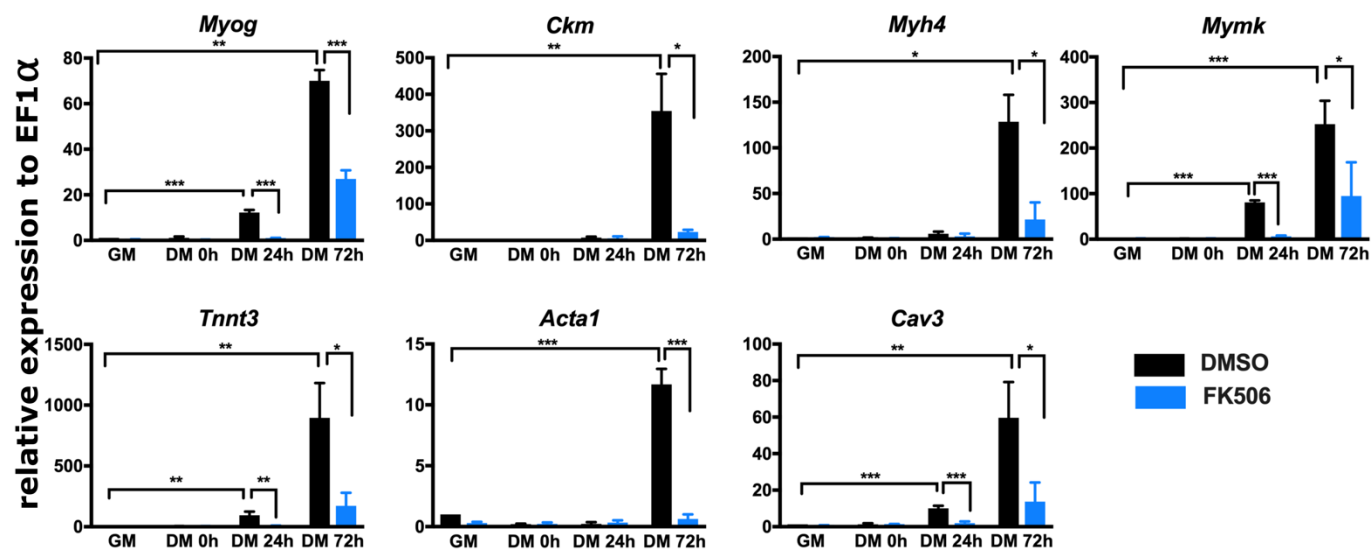 relative expression to EF1α
Myog
** ***
80
60
40
20
0
*** ***
GM DM 0h DM 24h DM 72h
Ckm
** *
500
400
300
200
100
0
GM DM 0h DM 24h DM 72h
Myh4
* *
200
150
100
50
0
GM DM 0h DM 24h DM 72h
Mymk
*** *
400
300
200
100
0
*** ***
GM DM 0h DM 24h DM 72h
Tnnt3
** *
1500
1000
500
0
** **
GM DM 0h DM 24h DM 72h
Acta1
*** ***
15
10
5
0
GM DM 0h DM 24h DM 72h
Cav3
** *
100
80
60
40
20
0
*** ***
GM DM 0h DM 24h DM 72h
DMSO
FK506